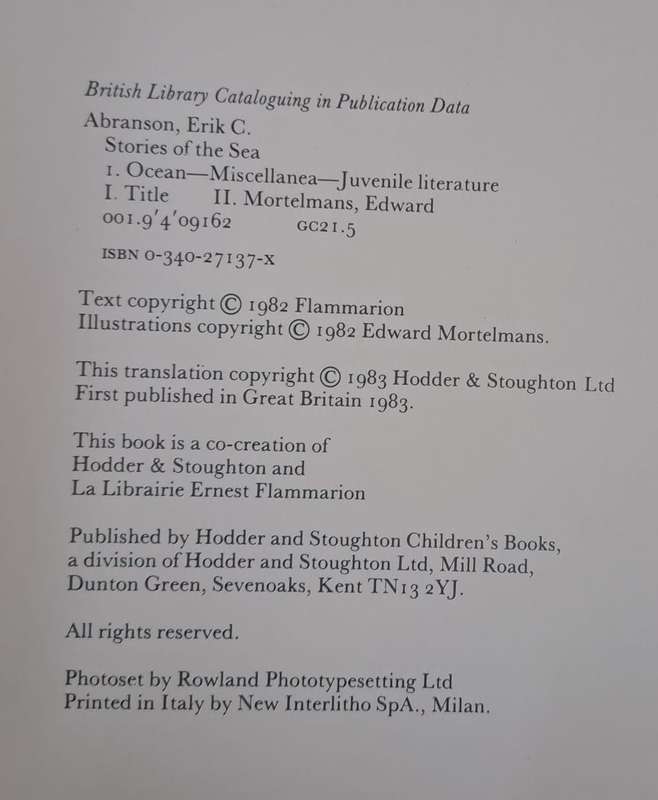 British Library Cataloguing in Publication Data
Abranson, Erik C.
Stories of the Sea
1. Ocean—Miscellanea—Juvenile literature
I. Title II. Mortelmans, Edward
001.9'4'09162 GC21.5
ISBN 0-340-27137-X
Text copyright © 1982 Flammarion
Illustrations copyright © 1982 Edward Mortelmans.
This translation copyright © 1983 Hodder & Stoughton Ltd
First published in Great Britain 1983.
This book is a co-creation of
Hodder & Stoughton and
La Librairie Ernest Flammarion
Published by Hodder and Stoughton Children's Books,
a division of Hodder and Stoughton Ltd, Mill Road,
Dunton Green, Sevenoaks, Kent TN13 2YJ.
All rights reserved.
Photoset by Rowland Phototypesetting Ltd
Printed in Italy by New Interlitho SpA., Milan.